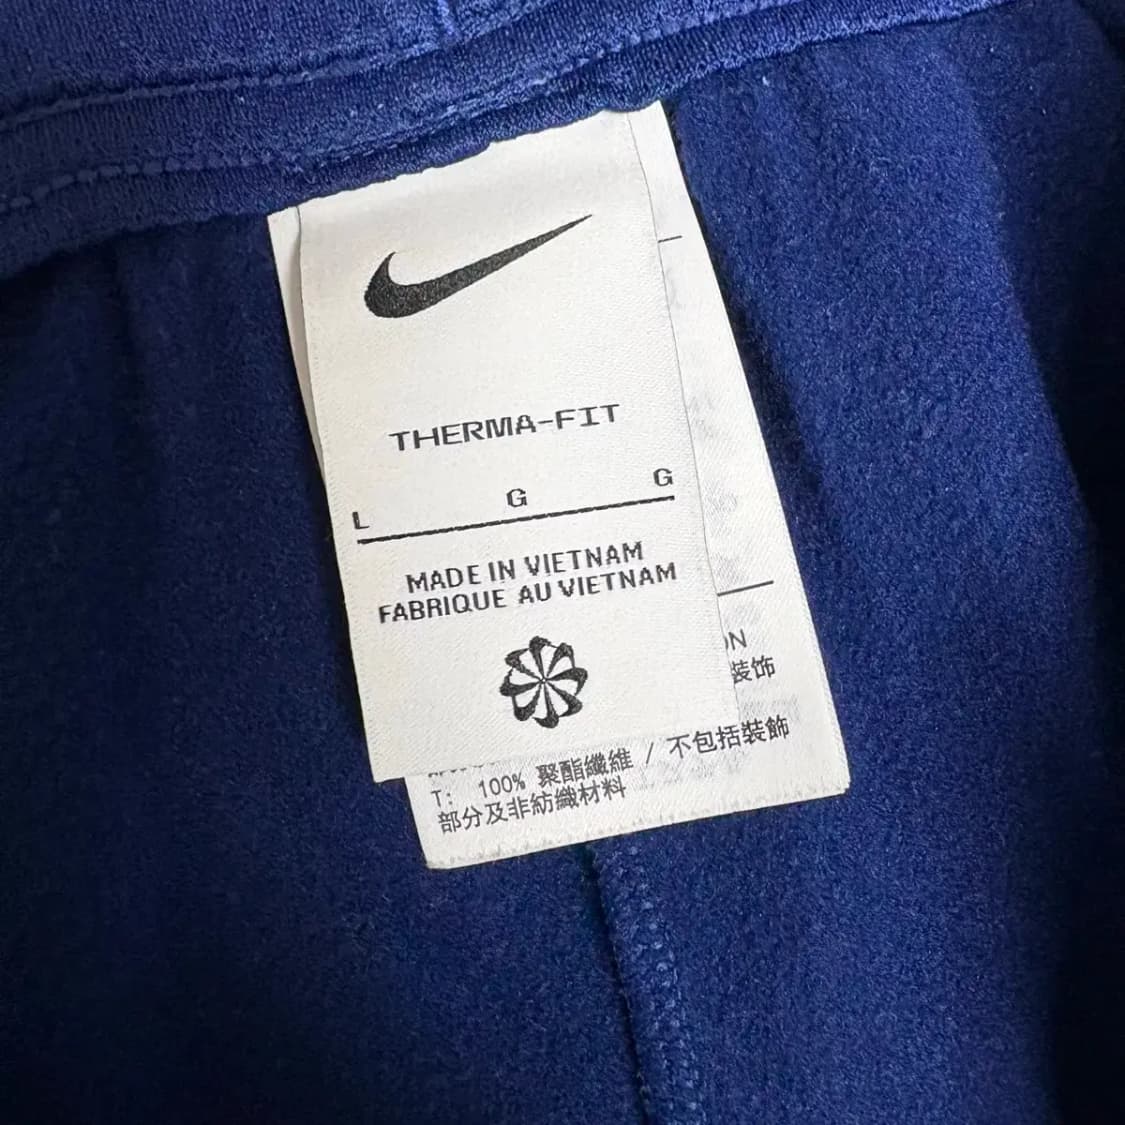 THERMA-FIT
L G G
MADE IN VIETNAM
FABRIQUE AU VIETNAM
ON
裝饰
T: 100% 聚酯纖維 / 不包括裝飾
部分及非紡織材料